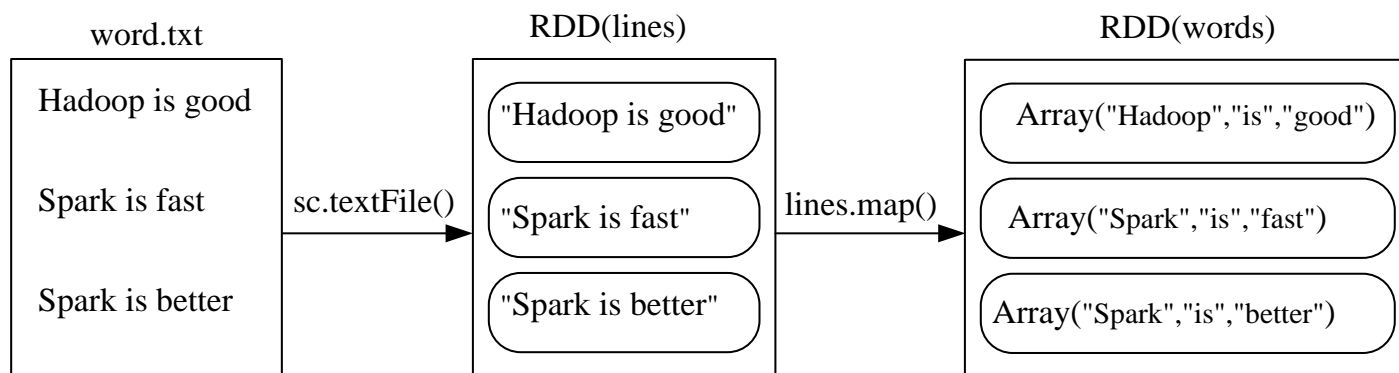 word.txt
Hadoop is good
Spark is fast
Spark is better
sc.textFile()
RDD(lines)
"Hadoop is good"
"Spark is fast"
"Spark is better"
lines.map()
RDD(words)
Array("Hadoop","is","good")
Array("Spark","is","fast")
Array("Spark","is","better")